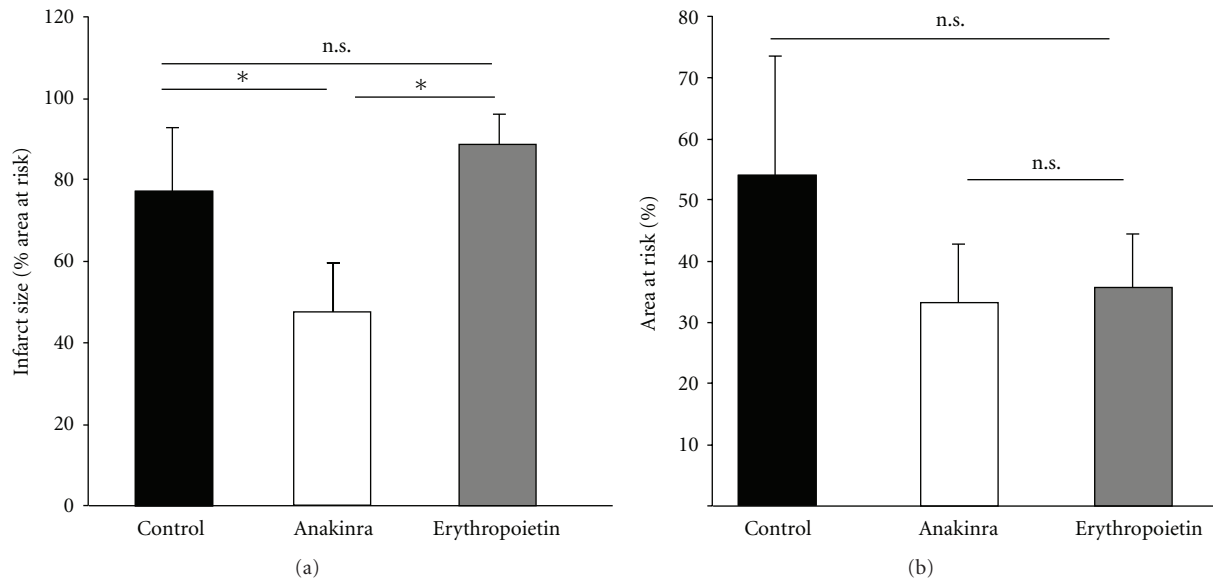 120
100
80
60
40
20
0
Infarct size (% area at risk)
n.s.
*
*
Control
Anakinra
Erythropoietin
(a)
80
70
60
50
40
30
20
10
Area at risk (%)
n.s.
n.s.
Control
Anakinra
Erythropoietin
(b)